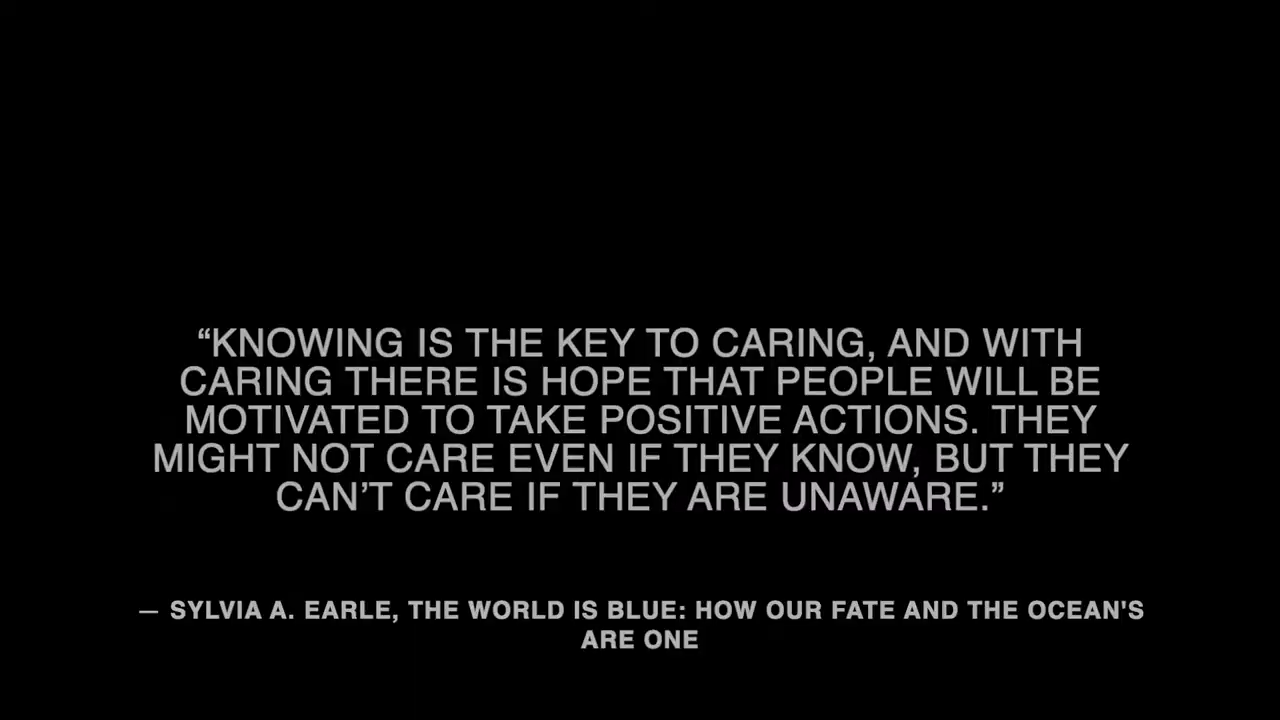 “KNOWING IS THE KEY TO CARING, AND WITH
CARING THERE IS HOPE THAT PEOPLE WILL BE
MOTIVATED TO TAKE POSITIVE ACTIONS. THEY
MIGHT NOT CARE EVEN IF THEY KNOW, BUT THEY
CAN’T CARE IF THEY ARE UNAWARE.”
— SYLVIA A. EARLE, THE WORLD IS BLUE: HOW OUR FATE AND THE OCEAN'S
ARE ONE